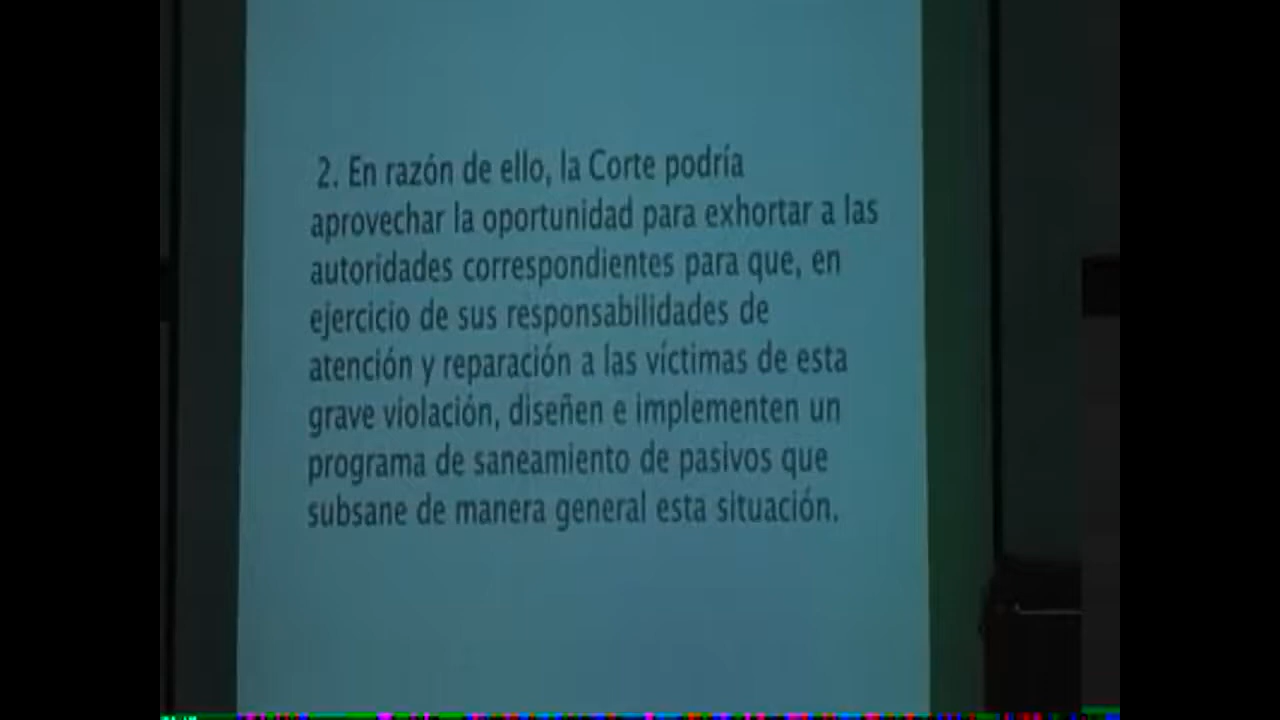 2. En razón de ello, la Corte podría
aprovechar la oportunidad para exhortar a las
autoridades correspondientes para que, en
ejercicio de sus responsabilidades de
atención y reparación a las víctimas de esta
grave violación, diseñen e implementen un
programa de saneamiento de pasivos que
subsane de manera general esta situación.